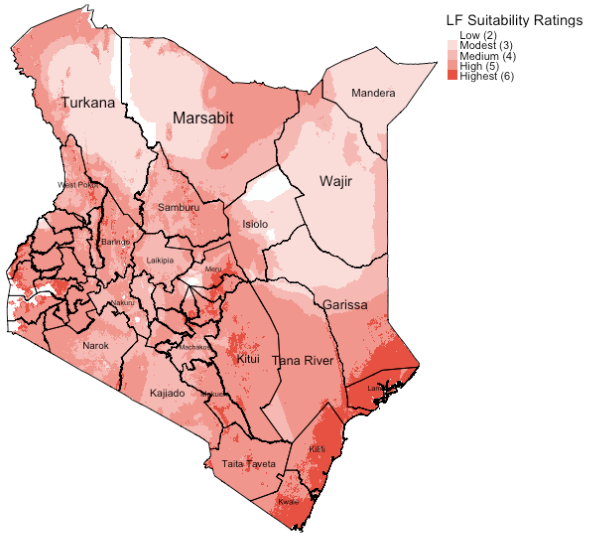 LF Suitability Ratings
Low (2)
Modest (3)
Medium (4)
High (5)
Highest (6)
Mandera
Turkana
Marsabit
Wajir
West Pokot
Samburu
Isiolo
Baringo
Laikipia
Meru
Nakuru
Garissa
Narok
Machakos
Kitui
Tana River
Kajiado
Makueni
Lamu
Kilifi
Taita Taveta
Kwale